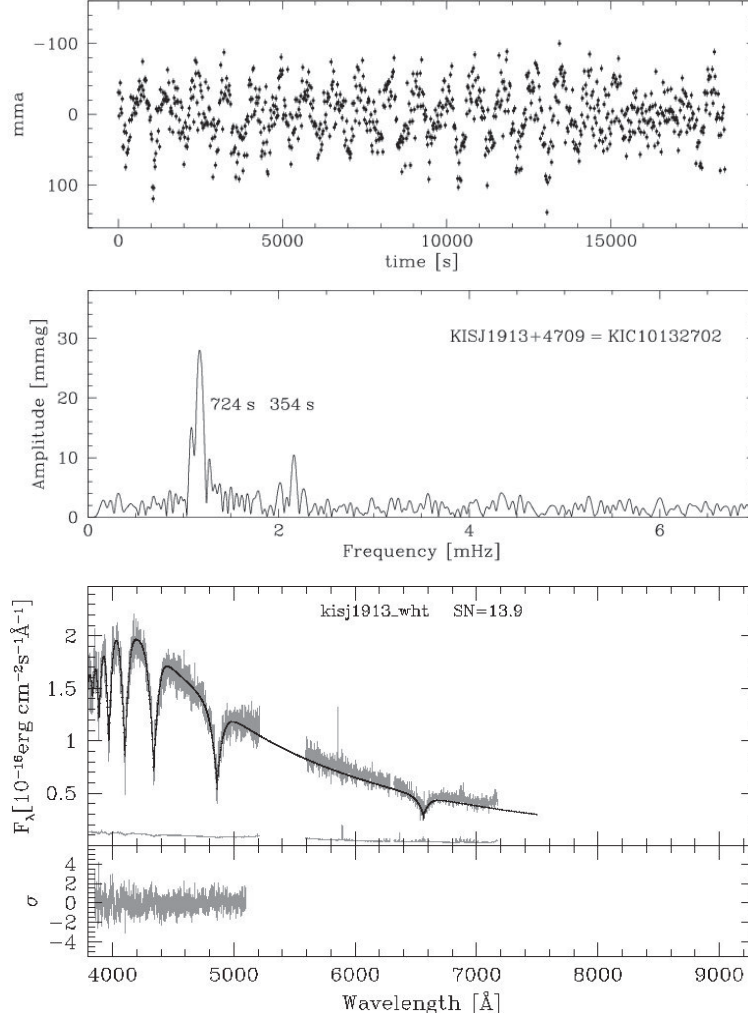 −100
0
100
mma
0 5000 10000 15000
time [s]
30
20
10
0
Amplitude [mmag]
KISJ1913+4709 = KIC10132702
724 s 354 s
0 2 4 6
Frequency [mHz]
kisj1913_wht SN=13.9
2
1.5
1
0.5
Fλ[10⁻¹⁶erg cm⁻²s⁻¹Å⁻¹]
4
2
0
−2
−4
σ
4000 5000 6000 7000 8000 9000
Wavelength [Å]